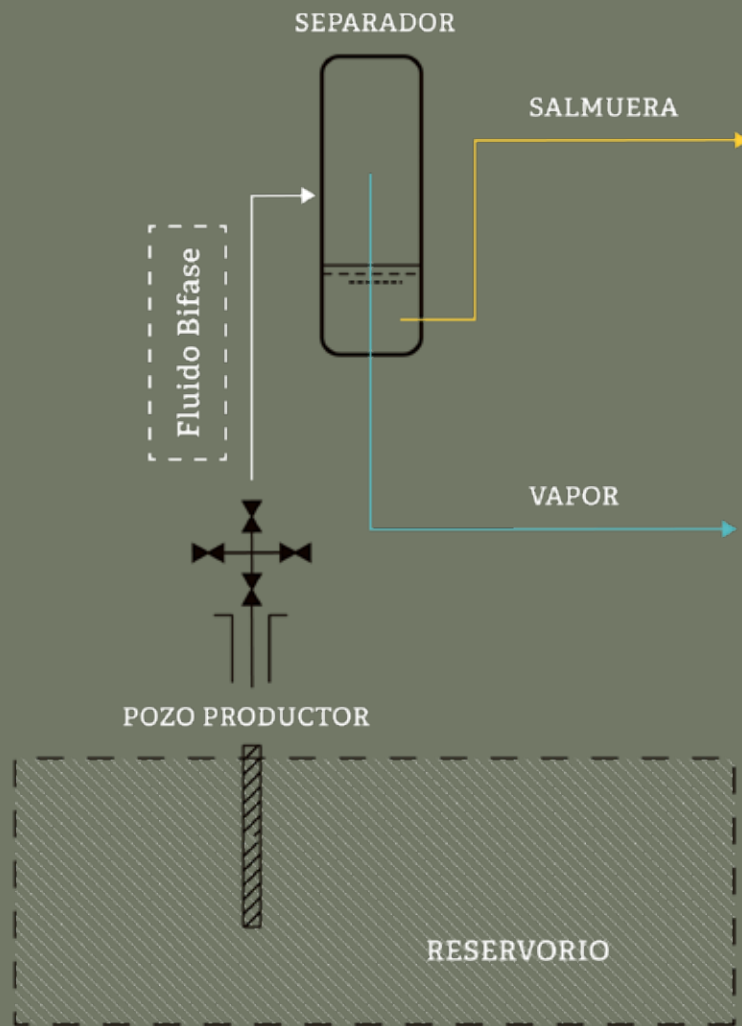 SEPARADOR
SALMUERA
Fluido Bifase
VAPOR
POZO PRODUCTOR
RESERVORIO